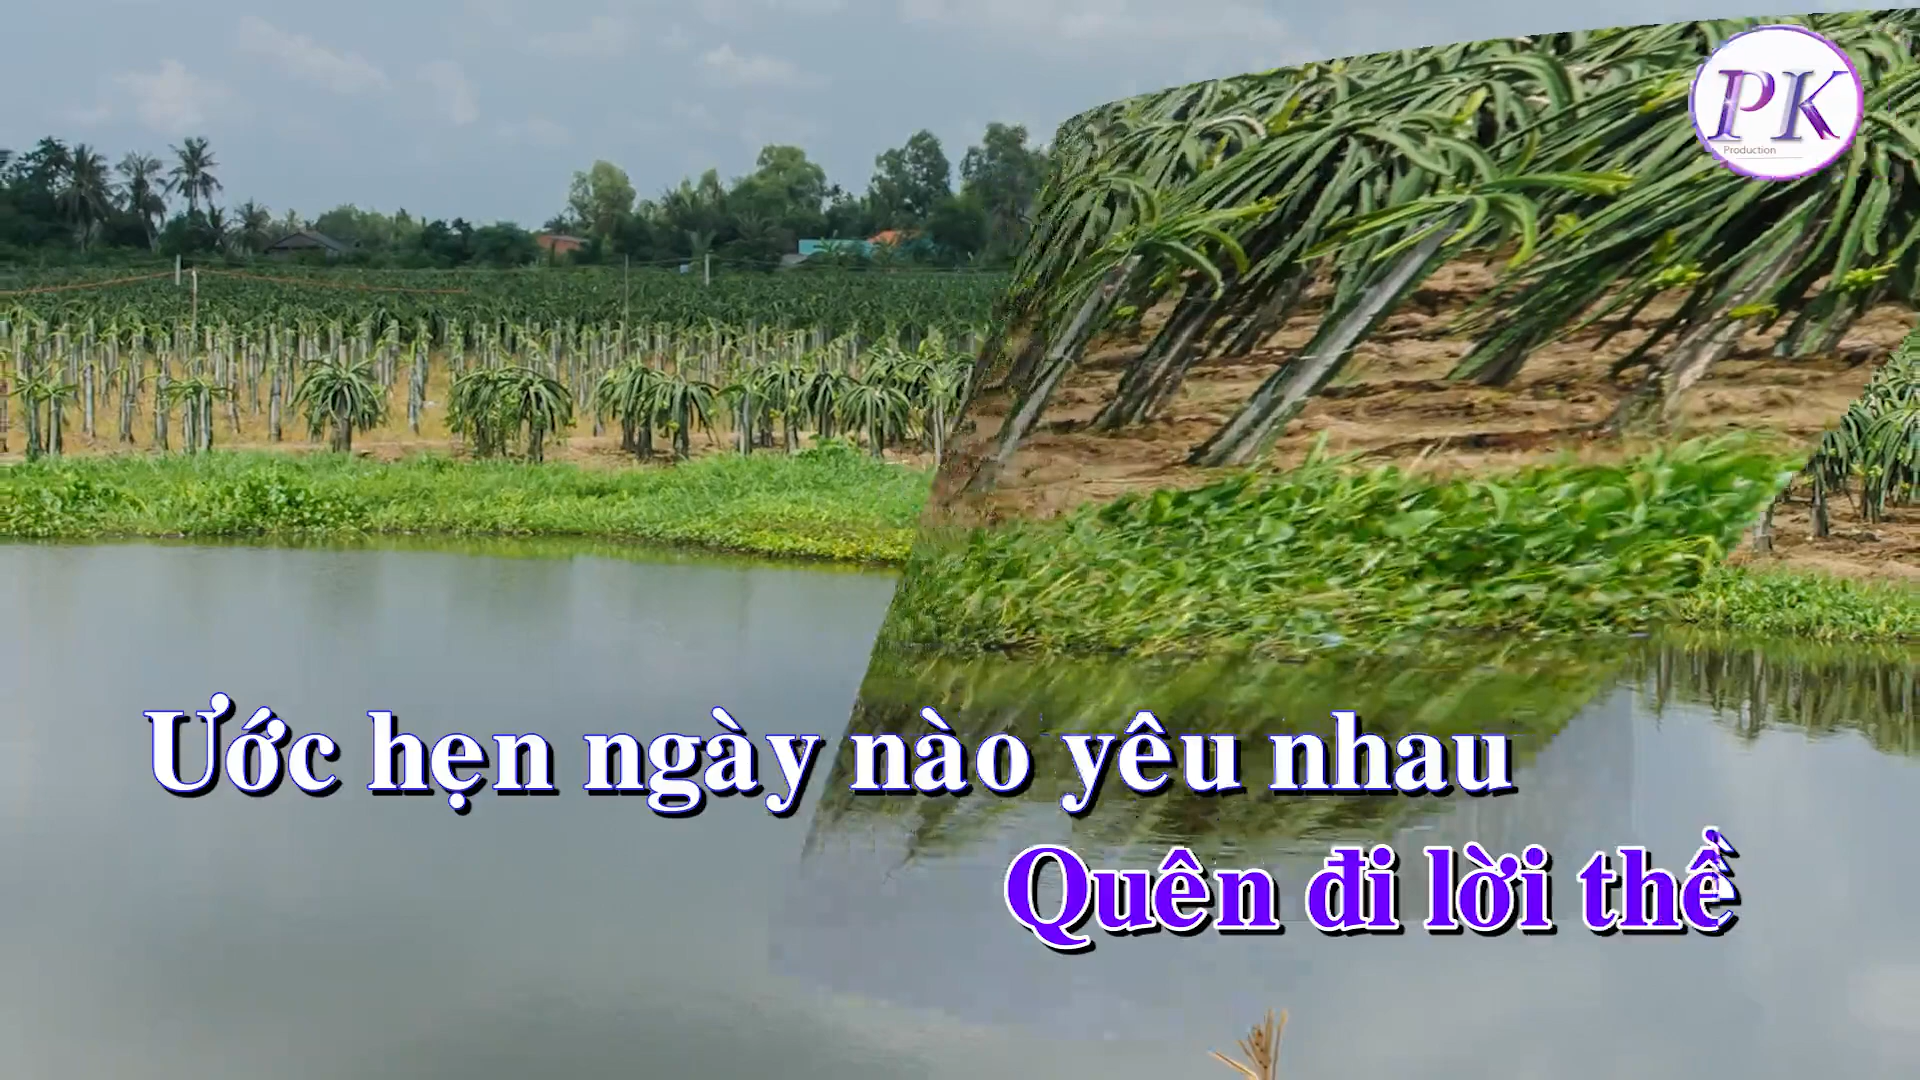 PK
Production
Ước hẹn ngày nào yêu nhau
Quên đi lời thề